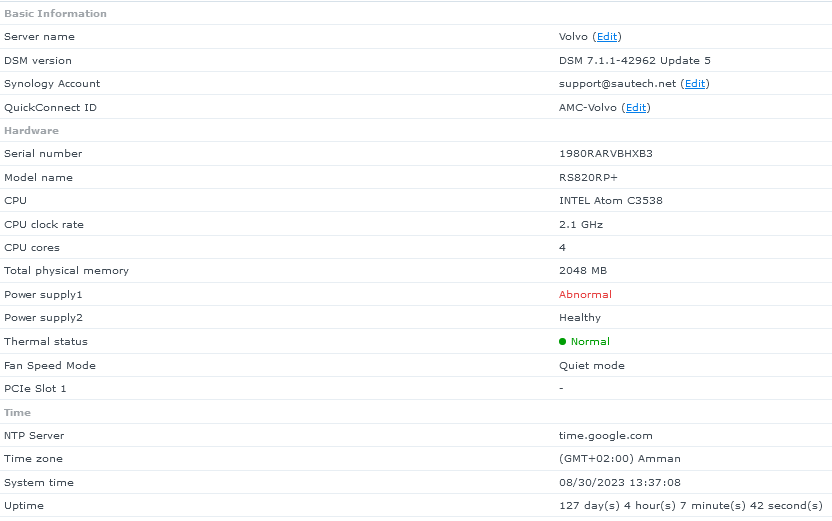 Basic Information
Server name Volvo (Edit)
DSM version DSM 7.1.1-42962 Update 5
Synology Account support@sautech.net (Edit)
QuickConnect ID AMC-Volvo (Edit)
Hardware
Serial number 1980RARVBHXB3
Model name RS820RP+
CPU INTEL Atom C3538
CPU clock rate 2.1 GHz
CPU cores 4
Total physical memory 2048 MB
Power supply1 Abnormal
Power supply2 Healthy
Thermal status Normal
Fan Speed Mode Quiet mode
PCIe Slot 1 -
Time
NTP Server time.google.com
Time zone (GMT+02:00) Amman
System time 08/30/2023 13:37:08
Uptime 127 day(s) 4 hour(s) 7 minute(s) 42 second(s)